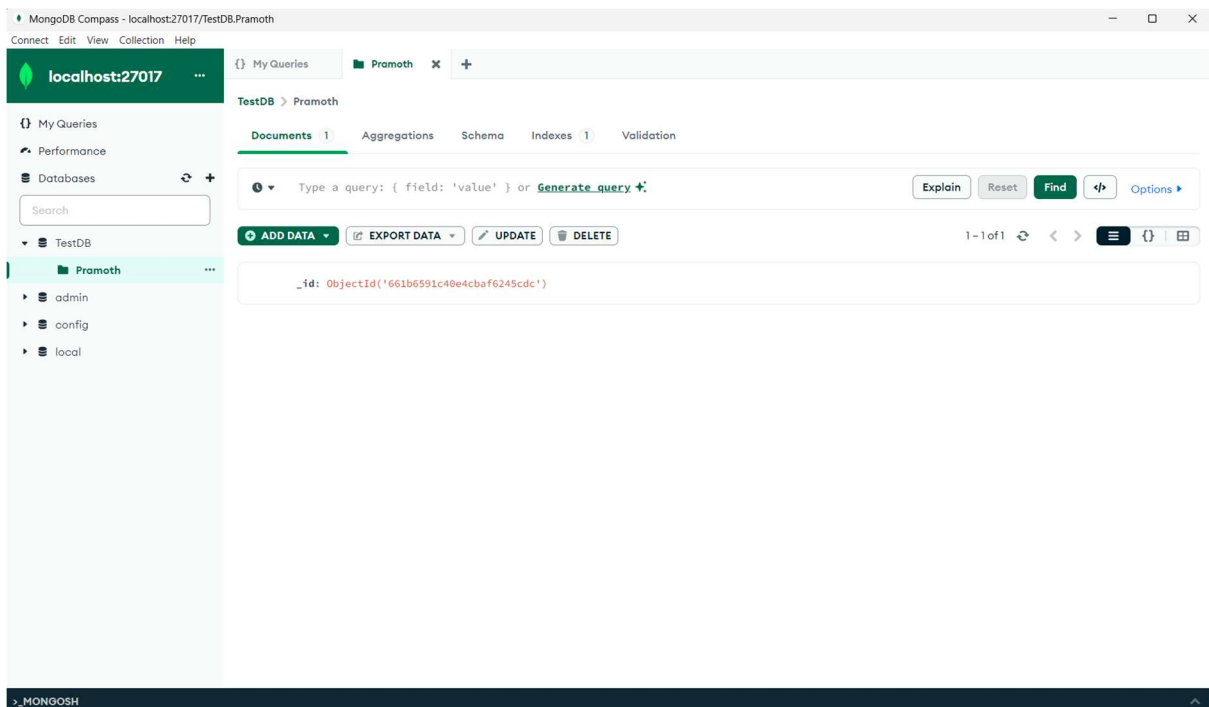 MongoDB Compass - localhost:27017/TestDB.Pramoth
Connect Edit View Collection Help
localhost:27017 ...
{} My Queries
Performance
Databases
Search
TestDB
Pramoth ...
admin
config
local
{} My Queries
Pramoth
TestDB > Pramoth
Documents 1 Aggregations Schema Indexes 1 Validation
Type a query: { field: 'value' } or Generate query
Explain Reset Find </> Options
ADD DATA EXPORT DATA UPDATE DELETE
1 – 1 of 1 {}
_id: ObjectId('661b6591c40e4cbaf6245cdc')
>_MONGOSH